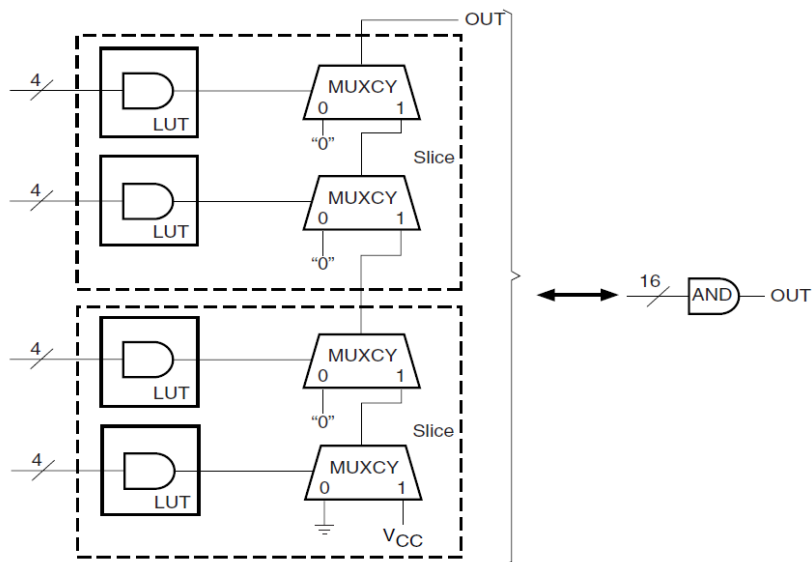 OUT
4
MUXCY
0 1
LUT
"0"
Slice
4
MUXCY
0 1
LUT
"0"
16
AND
OUT
4
MUXCY
0 1
LUT
"0"
Slice
4
MUXCY
0 1
LUT
VCC